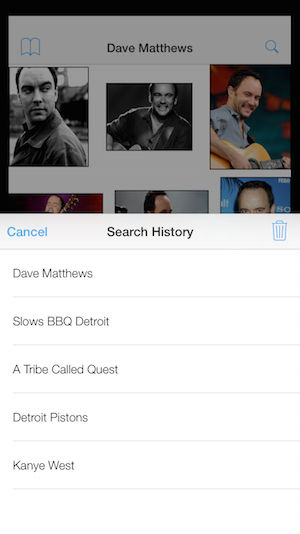 Dave Matthews
Cancel Search History
Dave Matthews
Slows BBQ Detroit
A Tribe Called Quest
Detroit Pistons
Kanye West